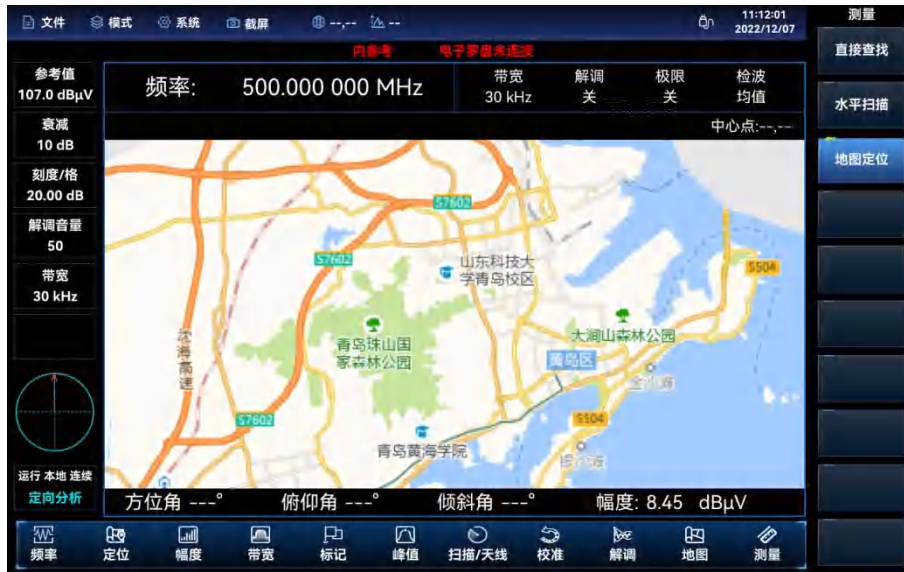 文件 模式 系统 截屏 --,-- --
11:12:01
2022/12/07
测量
内参考 电子罗盘未连接
直接查找
水平扫描
地图定位
参考值
107.0 dBμV
衰减
10 dB
刻度/格
20.00 dB
解调音量
50
带宽
30 kHz
频率: 500.000 000 MHz
带宽
30 kHz
解调
关
极限
关
检波
均值
中心点:--,--
S7602
S7602
山东科技大
学青岛校区
S504
青岛珠山国
家森林公园
大涧山森林公园
黄岛区
金沙滩
沈海高速
S7602
S504
青岛黄海学院
银沙滩
运行 本地 连续
定向分析
方位角 ---° 俯仰角 ---° 倾斜角 ---° 幅度: 8.45 dBμV
频率 定位 幅度 带宽 标记 峰值 扫描/天线 校准 解调 地图 测量